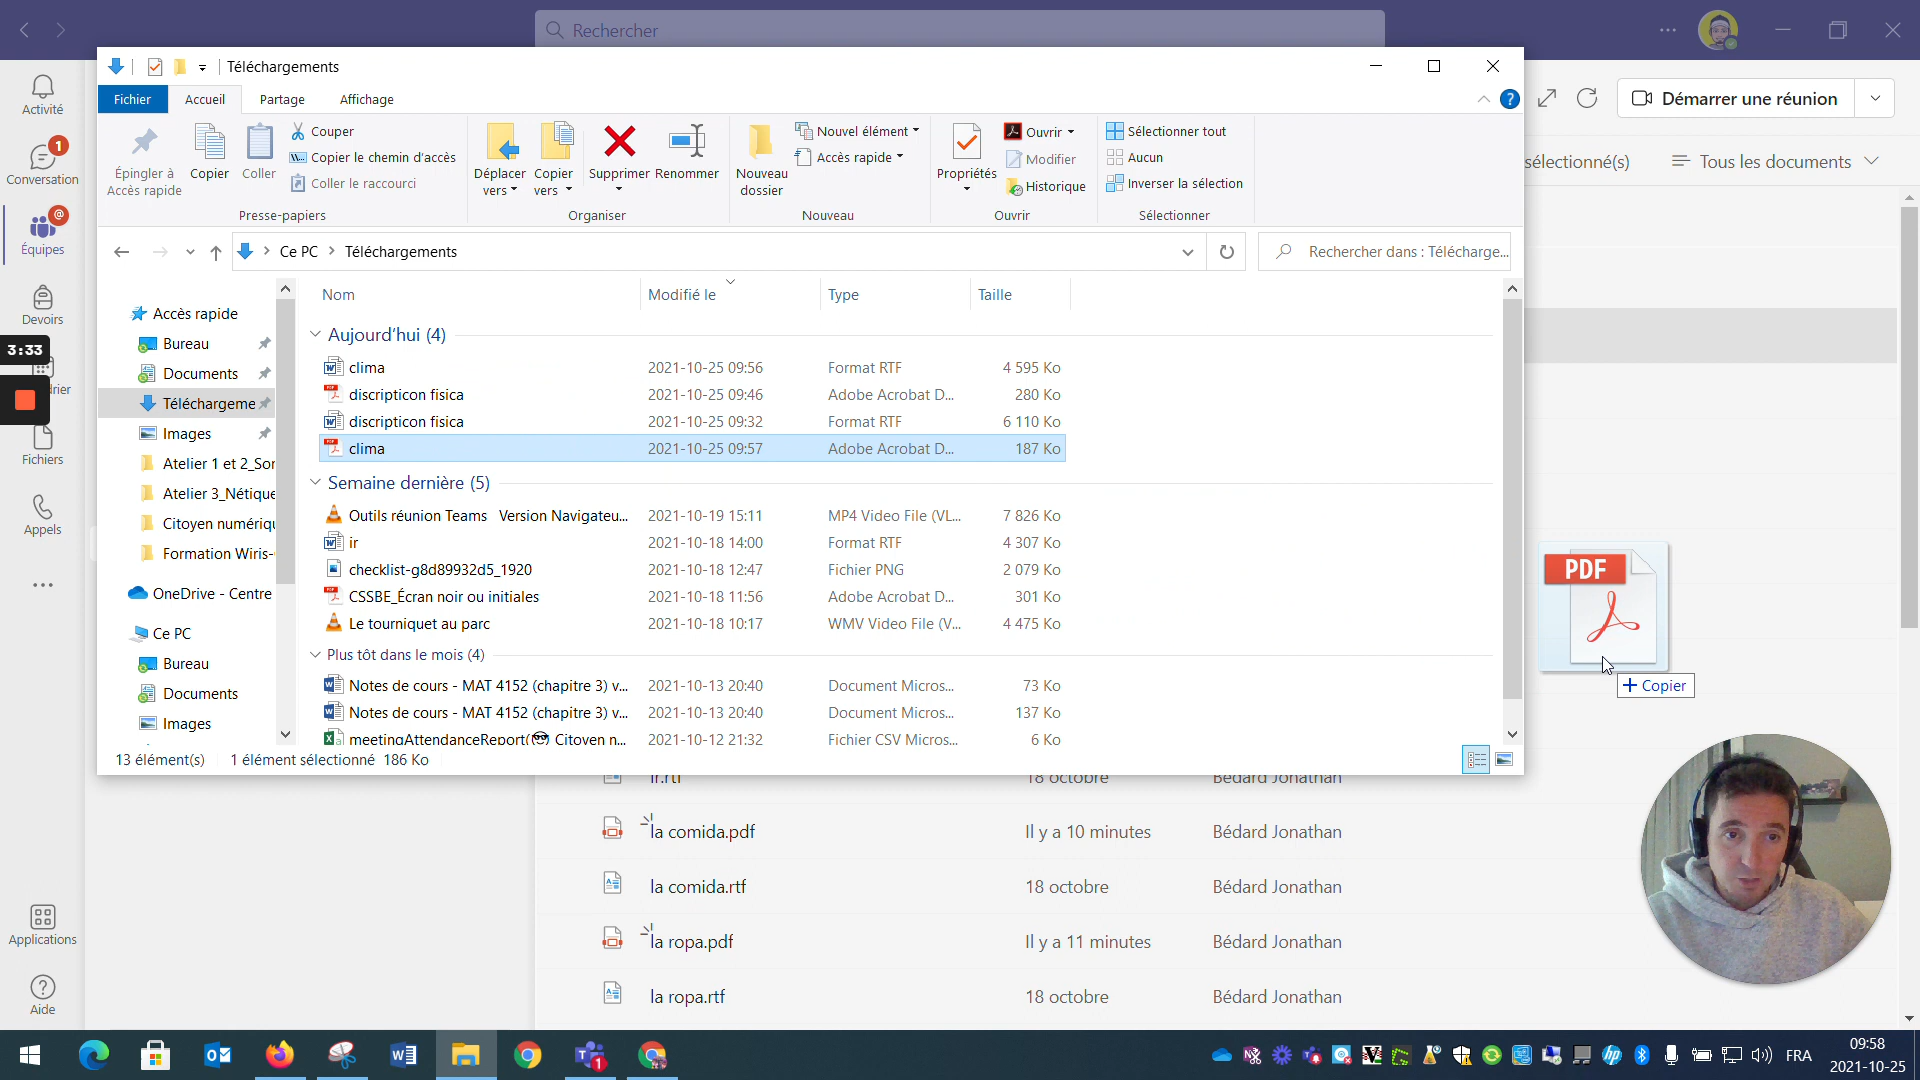 Rechercher
Activité
1
Conversation
@
Équipes
Devoirs
3:33
drier
Fichiers
Appels
Applications
Aide
Téléchargements
Fichier
Accueil
Partage
Affichage
?
Épingler à
Accès rapide
Copier
Coller
Couper
Copier le chemin d'accès
Coller le raccourci
Presse-papiers
Déplacer
vers
Copier
vers
Supprimer
Renommer
Organiser
Nouveau
dossier
Nouvel élément
Accès rapide
Nouveau
Propriétés
Ouvrir
Modifier
Historique
Ouvrir
Sélectionner tout
Aucun
Inverser la sélection
Sélectionner
Ce PC
Téléchargements
Rechercher dans : Télécharge...
Démarrer une réunion
sélectionné(s)
Tous les documents
Accès rapide
Bureau
Documents
Téléchargeme
Images
Atelier 1 et 2_Sor
Atelier 3_Nétique
Citoyen numériqu
Formation Wiris-
OneDrive - Centre
Ce PC
Bureau
Documents
Images
Nom Modifié le Type Taille
Aujourd'hui (4)
clima 2021-10-25 09:56 Format RTF 4 595 Ko
discripticon fisica 2021-10-25 09:46 Adobe Acrobat D... 280 Ko
discripticon fisica 2021-10-25 09:32 Format RTF 6 110 Ko
clima 2021-10-25 09:57 Adobe Acrobat D... 187 Ko
Semaine dernière (5)
Outils réunion Teams Version Navigateu... 2021-10-19 15:11 MP4 Video File (VL... 7 826 Ko
ir 2021-10-18 14:00 Format RTF 4 307 Ko
checklist-g8d89932d5_1920 2021-10-18 12:47 Fichier PNG 2 079 Ko
CSSBE_Écran noir ou initiales 2021-10-18 11:56 Adobe Acrobat D... 301 Ko
Le tourniquet au parc 2021-10-18 10:17 WMV Video File (V... 4 475 Ko
Plus tôt dans le mois (4)
Notes de cours - MAT 4152 (chapitre 3) v... 2021-10-13 20:40 Document Micros... 73 Ko
Notes de cours - MAT 4152 (chapitre 3) v... 2021-10-13 20:40 Document Micros... 137 Ko
meetingAttendanceReport(😎 Citoyen n... 2021-10-12 21:32 Fichier CSV Micros... 6 Ko
13 élément(s) 1 élément sélectionné 186 Ko
PDF
+ Copier
ir.rtf 18 octobre Bédard Jonathan
la comida.pdf Il y a 10 minutes Bédard Jonathan
la comida.rtf 18 octobre Bédard Jonathan
la ropa.pdf Il y a 11 minutes Bédard Jonathan
la ropa.rtf 18 octobre Bédard Jonathan
1
FRA
09:58
2021-10-25